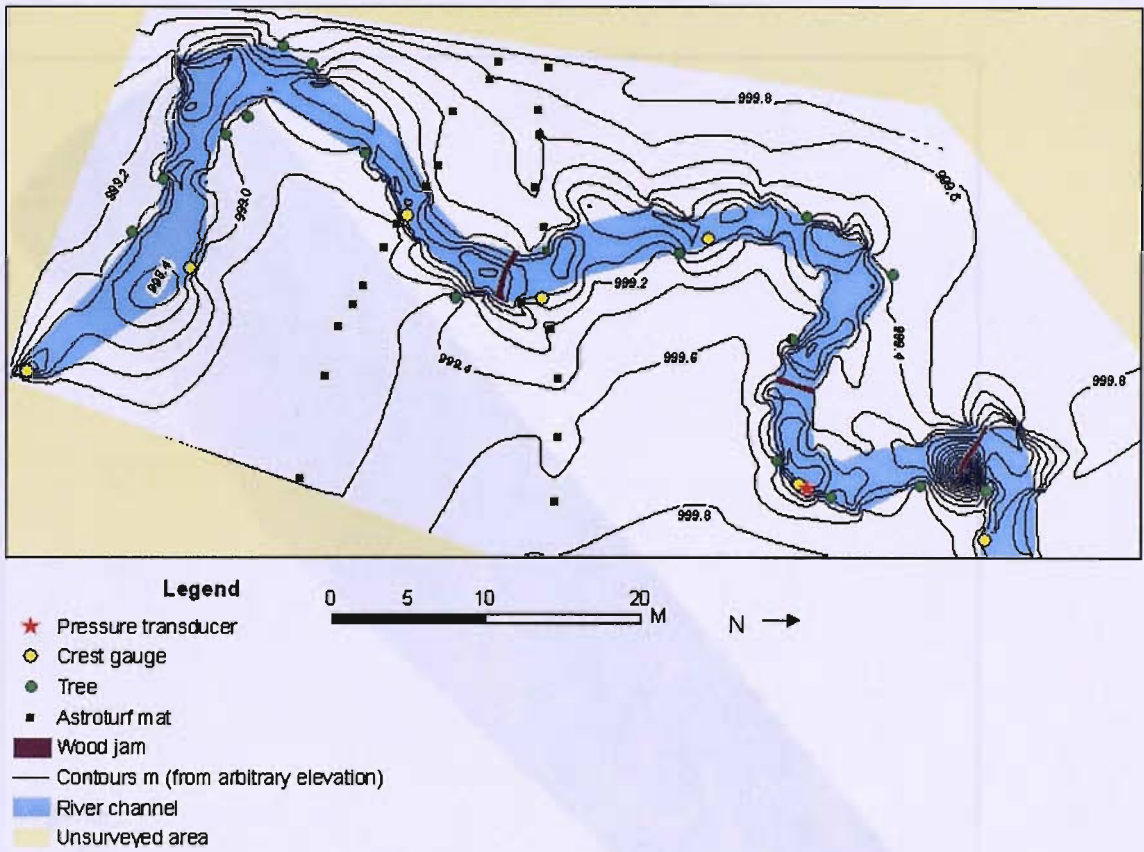 999.8
999.2
999.0
999.6
998.4
999.2
999.4
999.6
999.4
999.8
999.8
Legend
0 5 10 20 M
N
Pressure transducer
Crest gauge
Tree
Astroturf mat
Wood jam
Contours m (from arbitrary elevation)
River channel
Unsurveyed area